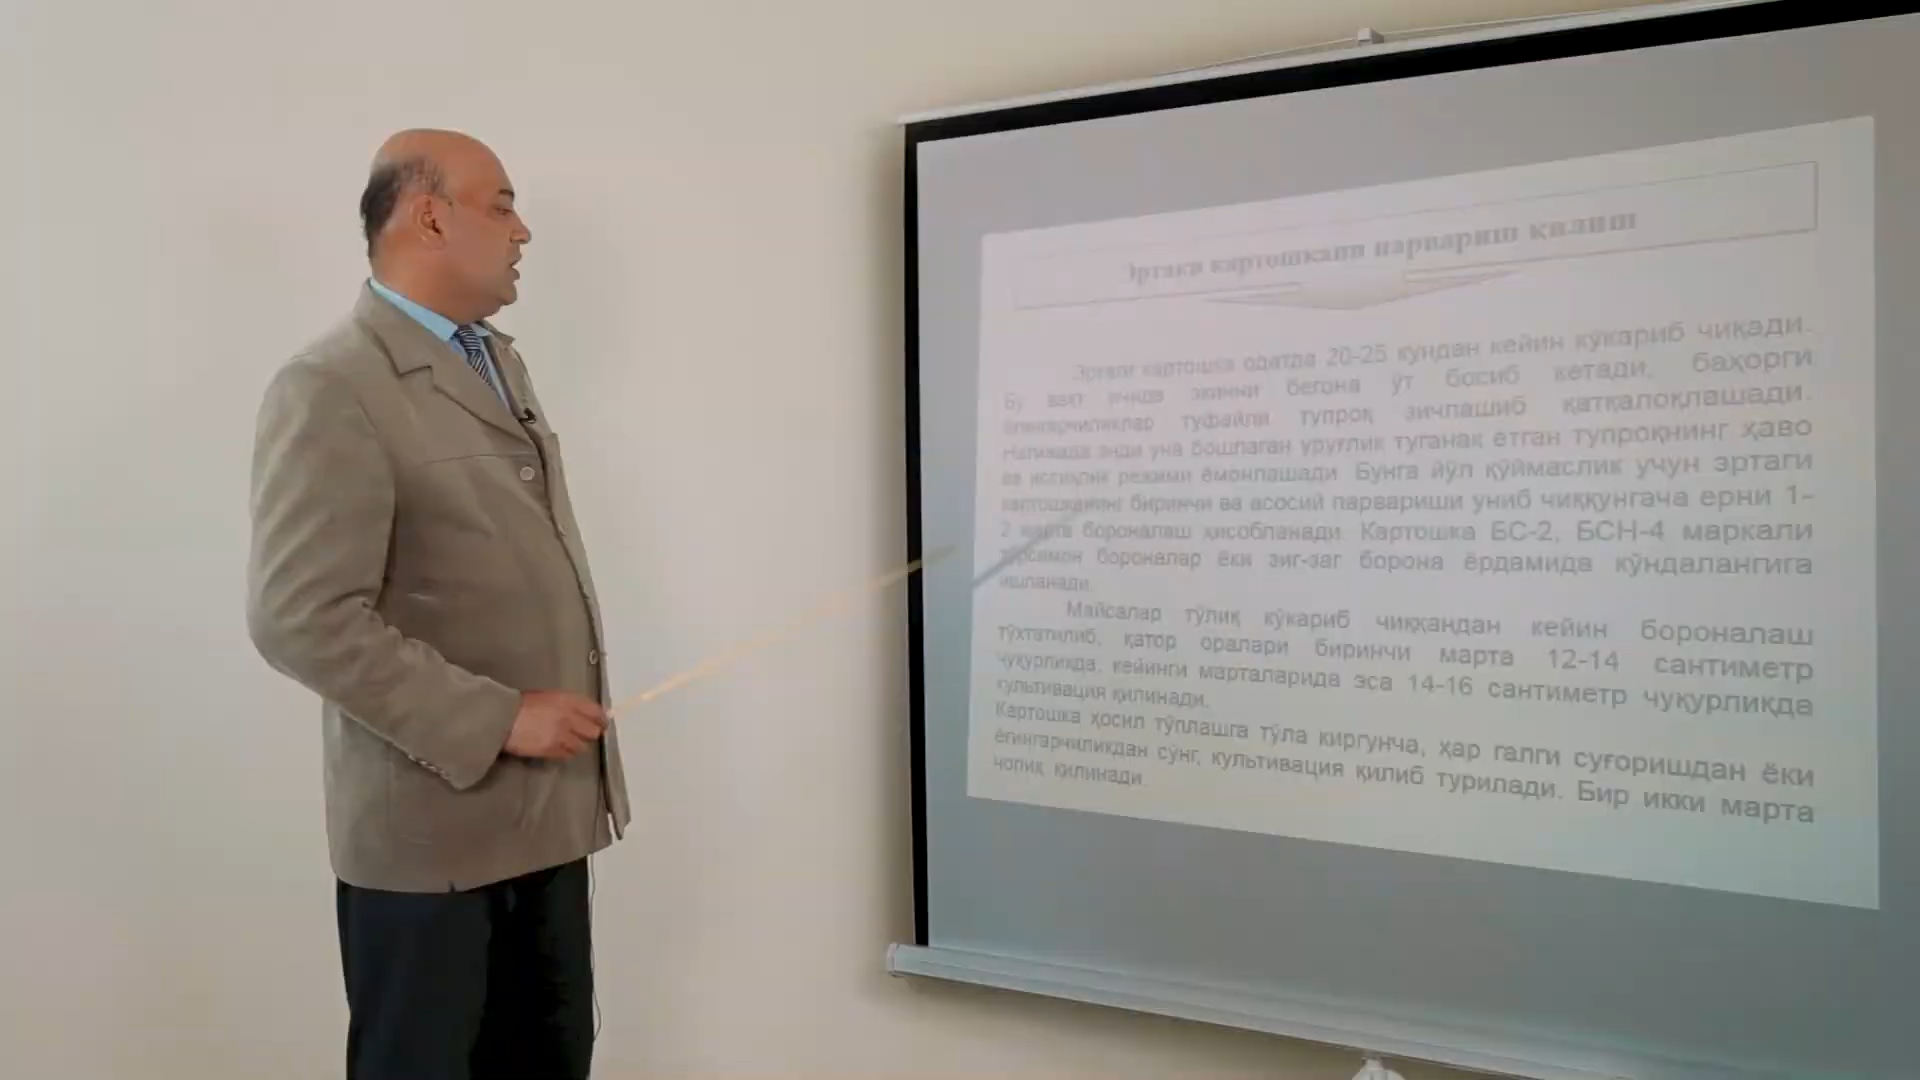 Эртаги картошкани парвариш қилиш
Эртаги картошка одатда 20-25 кундан кейин кўкариб чиқади.
Бу вақт ичида экинни бегона ўт босиб кетади, баҳорги
ёғингарчиликлар туфайли тупроқ зичлашиб қатқалоқлашади.
Натижада энди уна бошлаган уруғлик туганак ётган тупроқнинг ҳаво
ва иссиқлик режими ёмонлашади. Бунга йўл қўймаслик учун эртаги
картошканинг биринчи ва асосий парвариши униб чиққунгача ерни 1-
2 марта бороналаш ҳисобланади. Картошка БС-2, БСН-4 маркали
тўрсимон бороналар ёки зиг-заг борона ёрдамида кўндалангига
ишланади.
Майсалар тўлиқ кўкариб чиққандан кейин бороналаш
тўхтатилиб, қатор оралари биринчи марта 12-14 сантиметр
чуқурликда, кейинги марталарида эса 14-16 сантиметр чуқурликда
культивация қилинади.
Картошка ҳосил тўплашга тўла киргунча, ҳар галги суғоришдан ёки
ёғингарчиликдан сўнг, культивация қилиб турилади. Бир икки марта
чопиқ қилинади.